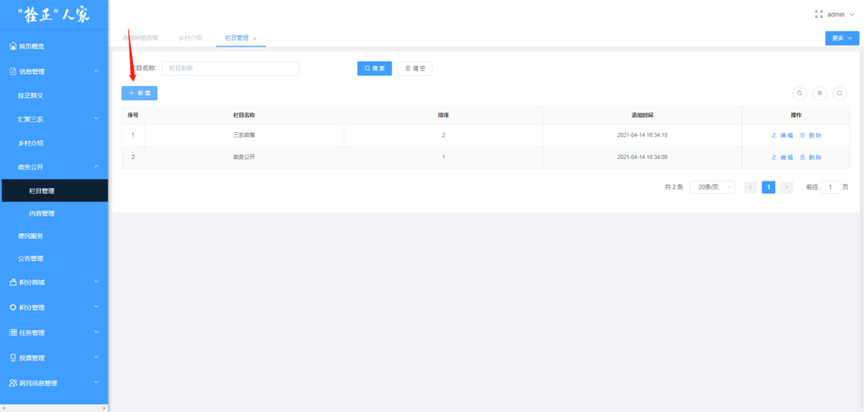 "拴正"人家
admin
首页概览
信息管理
拴正释义
汇聚三农
乡村介绍
政务公开
栏目管理
内容管理
便民服务
公告管理
积分商城
积分管理
任务管理
投票管理
居民信息管理
乡村介绍 栏目管理 ×
更多
栏目名称: 栏目名称 搜索 清空
+ 新增
序号 栏目名称 排序 添加时间 操作
1 三农政策 2 2021-04-14 16:34:18 编辑 删除
2 政务公开 1 2021-04-14 16:34:08 编辑 删除
共 2 条 20条/页 1 前往 1 页